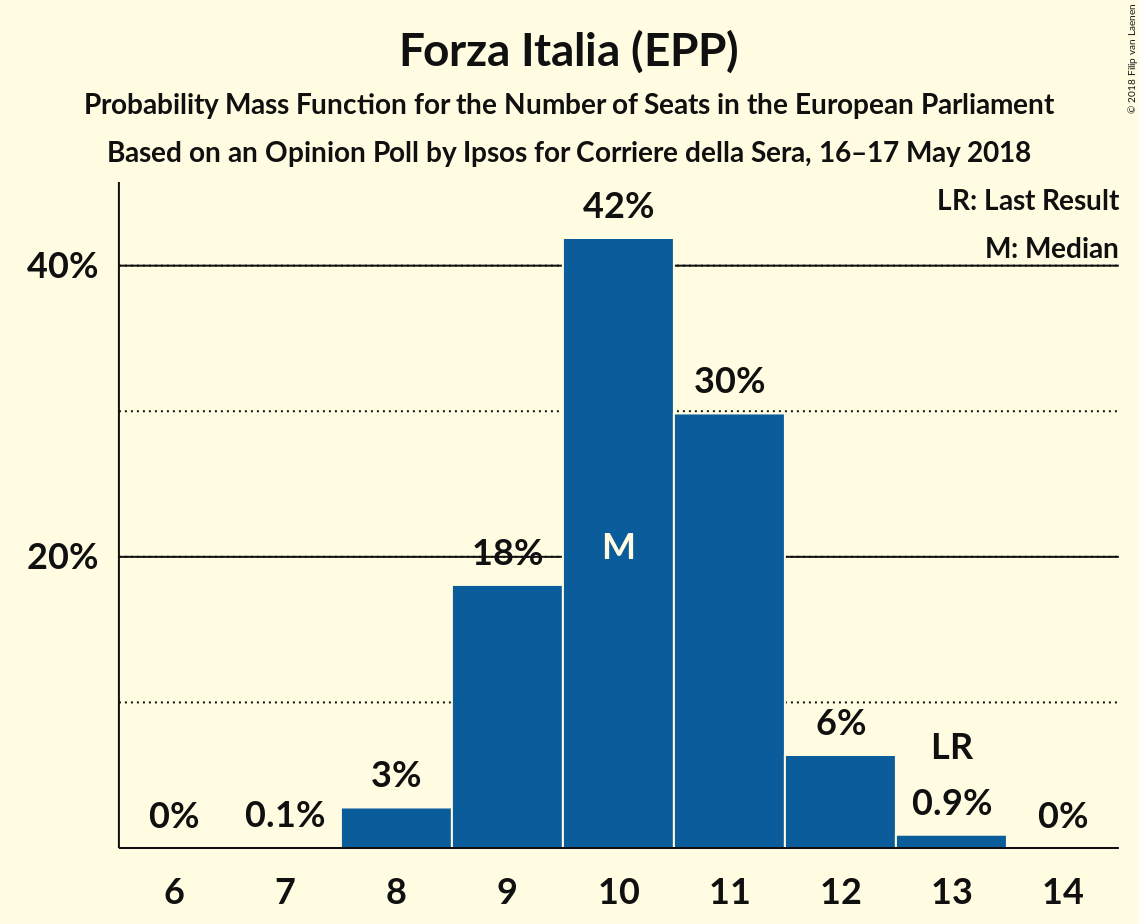 Forza Italia (EPP)
Probability Mass Function for the Number of Seats in the European Parliament
Based on an Opinion Poll by Ipsos for Corriere della Sera, 16–17 May 2018
© 2018 Filip van Laenen
LR: Last Result
M: Median
40%
20%
0%
0.1%
3%
18%
42%
M
30%
6%
LR
0.9%
0%
6 7 8 9 10 11 12 13 14